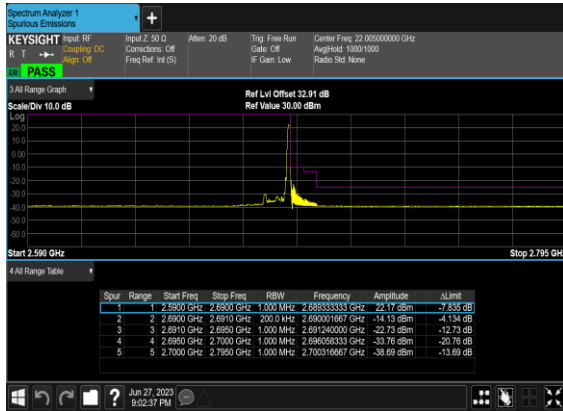 Spectrum Analyzer 1
Spurious Emissions
KEYSIGHT Input: RF Input Z: 50 Ω Atten: 20 dB Trig: Free Run Center Freq: 22.005000000 GHz
R T Coupling: DC Corrections: Off Gate: Off Avg|Hold: 1000/1000
Align: Off Freq Ref: Int (S) IF Gain: Low Radio Std: None
PASS
3 All Range Graph Ref Lvl Offset 32.91 dB
Scale/Div 10.0 dB Ref Value 30.00 dBm
Log
20.0
10.0
0.00
-10.0
-20.0
-30.0
-40.0
-50.0
-60.0
Start 2.590 GHz Stop 2.795 GH
4 All Range Table
Spur Range Start Freq Stop Freq RBW Frequency Amplitude ΔLimit
1 1 2.5900 GHz 2.6900 GHz 1.000 MHz 2.689333333 GHz 22.17 dBm -7.835 dB
2 2 2.6900 GHz 2.6910 GHz 200.0 kHz 2.690001667 GHz -14.13 dBm -4.134 dB
3 3 2.6910 GHz 2.6950 GHz 1.000 MHz 2.691240000 GHz -22.73 dBm -12.73 dB
4 4 2.6950 GHz 2.7000 GHz 1.000 MHz 2.696058333 GHz -33.76 dBm -20.76 dB
5 5 2.7000 GHz 2.7950 GHz 1.000 MHz 2.700316667 GHz -38.69 dBm -13.69 dB
Jun 27, 2023
9:02:37 PM